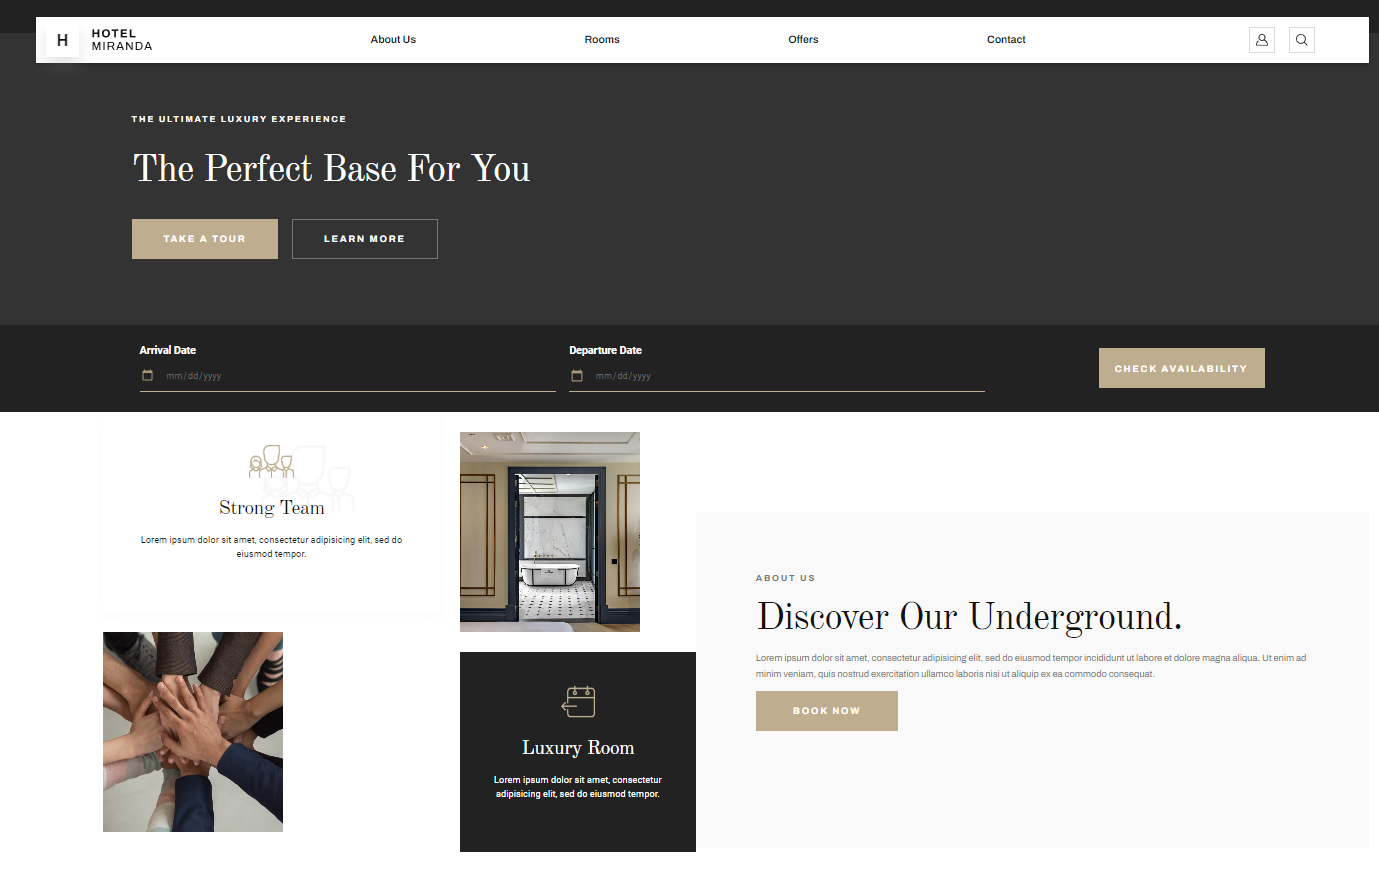 H
HOTEL
MIRANDA
About Us
Rooms
Offers
Contact
THE ULTIMATE LUXURY EXPERIENCE
The Perfect Base For You
TAKE A TOUR
LEARN MORE
Arrival Date
mm/dd/yyyy
Departure Date
mm/dd/yyyy
CHECK AVAILABILITY
Strong Team
Lorem ipsum dolor sit amet, consectetur adipisicing elit, sed do
eiusmod tempor.
Luxury Room
Lorem ipsum dolor sit amet, consectetur
adipisicing elit, sed do eiusmod tempor.
ABOUT US
Discover Our Underground.
Lorem ipsum dolor sit amet, consectetur adipisicing elit, sed do eiusmod tempor incididunt ut labore et dolore magna aliqua. Ut enim ad
minim veniam, quis nostrud exercitation ullamco laboris nisi ut aliquip ex ea commodo consequat.
BOOK NOW